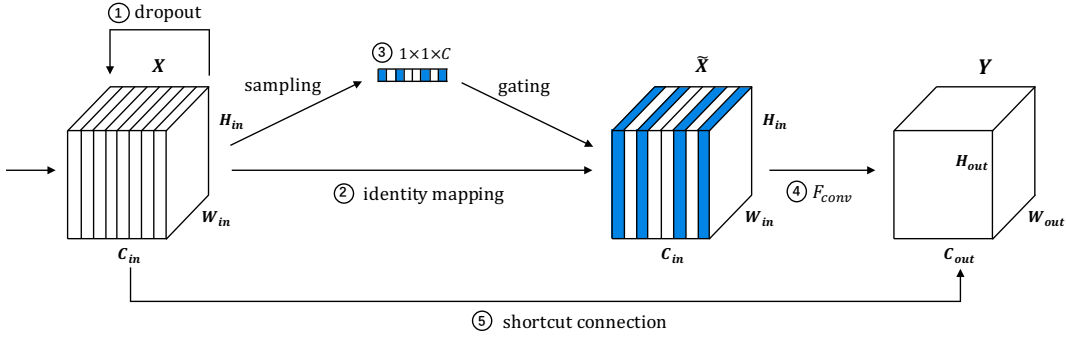 ① dropout
X
③ 1×1×C
X̃
Y
sampling
gating
H_in
H_in
H_out
② identity mapping
④ F_conv
W_in
W_in
W_out
C_in
C_in
C_out
⑤ shortcut connection